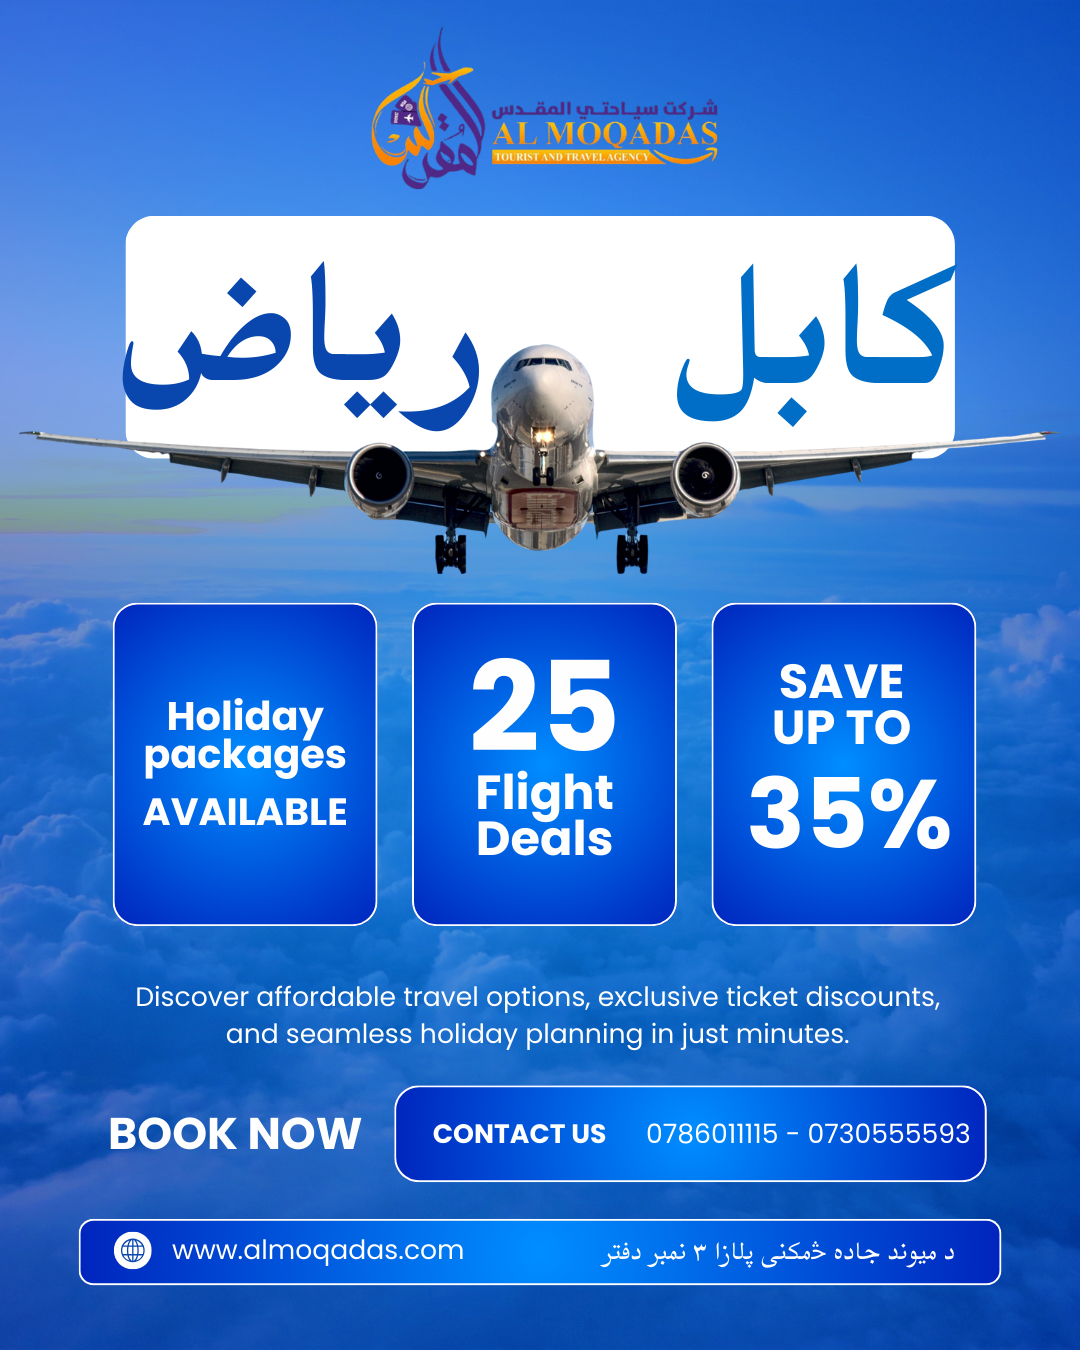 شرکت سیاحتي المقدس
AL MOQADAS
TOURIST AND TRAVEL AGENCY
کابل
ریاض
Holiday
packages
AVAILABLE
25
Flight
Deals
SAVE
UP TO
35%
Discover affordable travel options, exclusive ticket discounts,
and seamless holiday planning in just minutes.
BOOK NOW
CONTACT US 0786011115 - 0730555593
www.almoqadas.com
د میوند جاده څمکنی پلازا ۳ نمبر دفتر